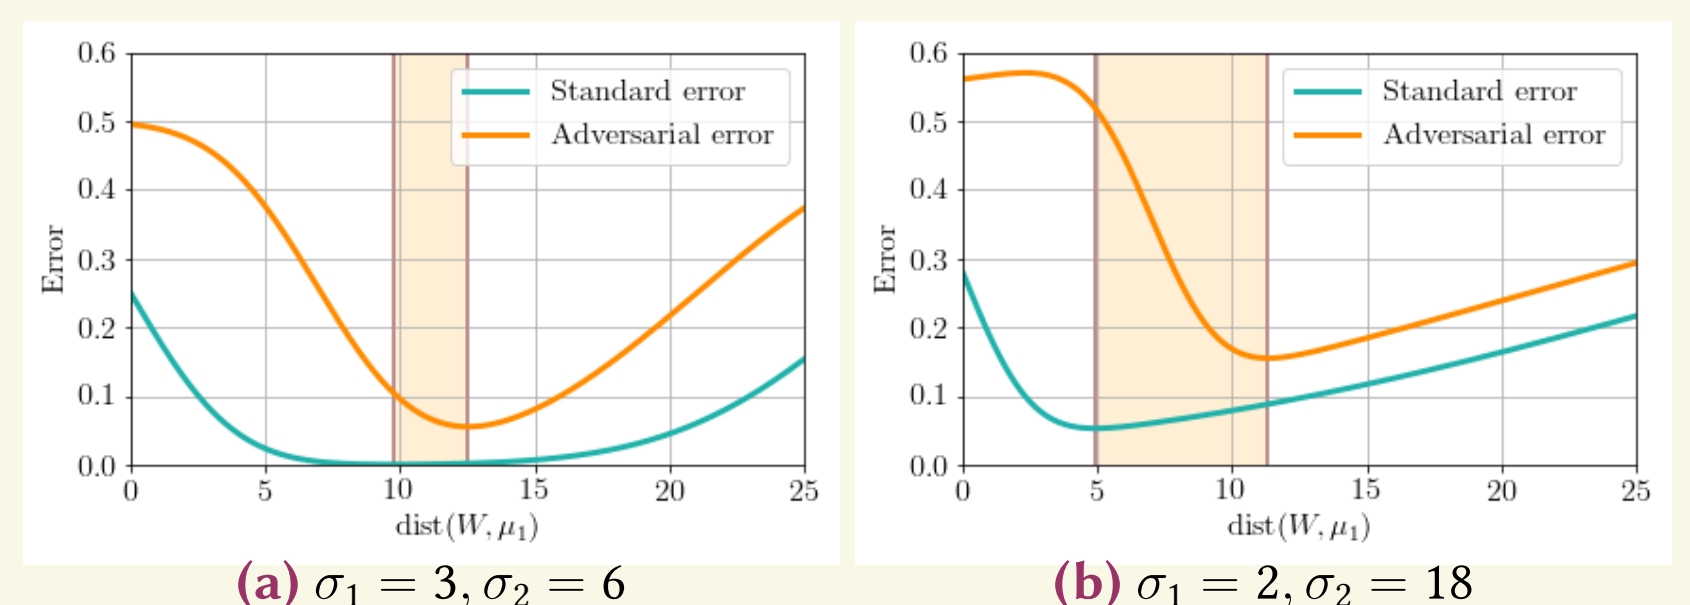 0.6
0.5
0.4
0.3
0.2
0.1
0.0
Error
Standard error
Adversarial error
0 5 10 15 20 25
dist(W, μ₁)
(a) σ₁ = 3, σ₂ = 6
0.6
0.5
0.4
0.3
0.2
0.1
0.0
Error
Standard error
Adversarial error
0 5 10 15 20 25
dist(W, μ₁)
(b) σ₁ = 2, σ₂ = 18